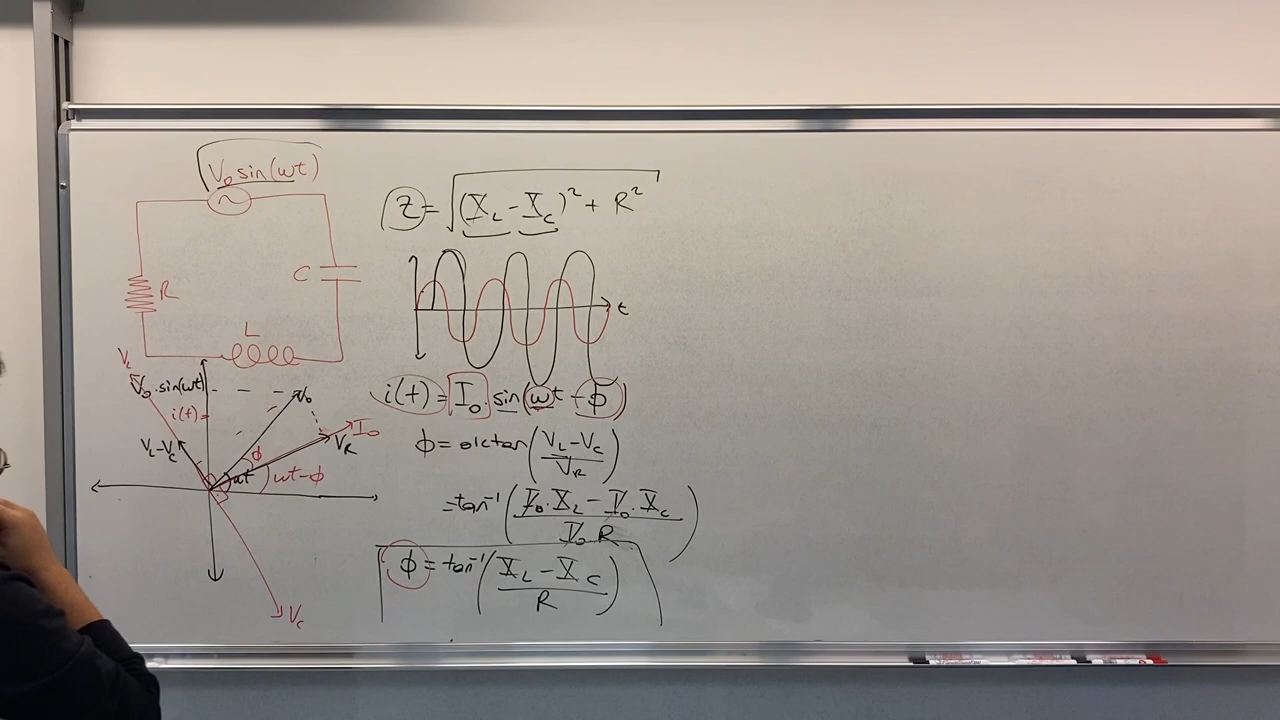 V₀ sin(ωt)
R
C
L
Z = √((X_L - X_C)² + R²)
t
i(t) = I₀ · sin(ωt - ϕ)
ϕ = arctan((V_L - V_C) / V_R)
= tan⁻¹((I₀ · X_L - I₀ · X_C) / (I₀ · R))
ϕ = tan⁻¹((X_L - X_C) / R)
V_L
V₀ · sin(ωt)
V₀
i(t)
I₀
V_R
V_L - V_C
ϕ
ωt
ωt - ϕ
V_C